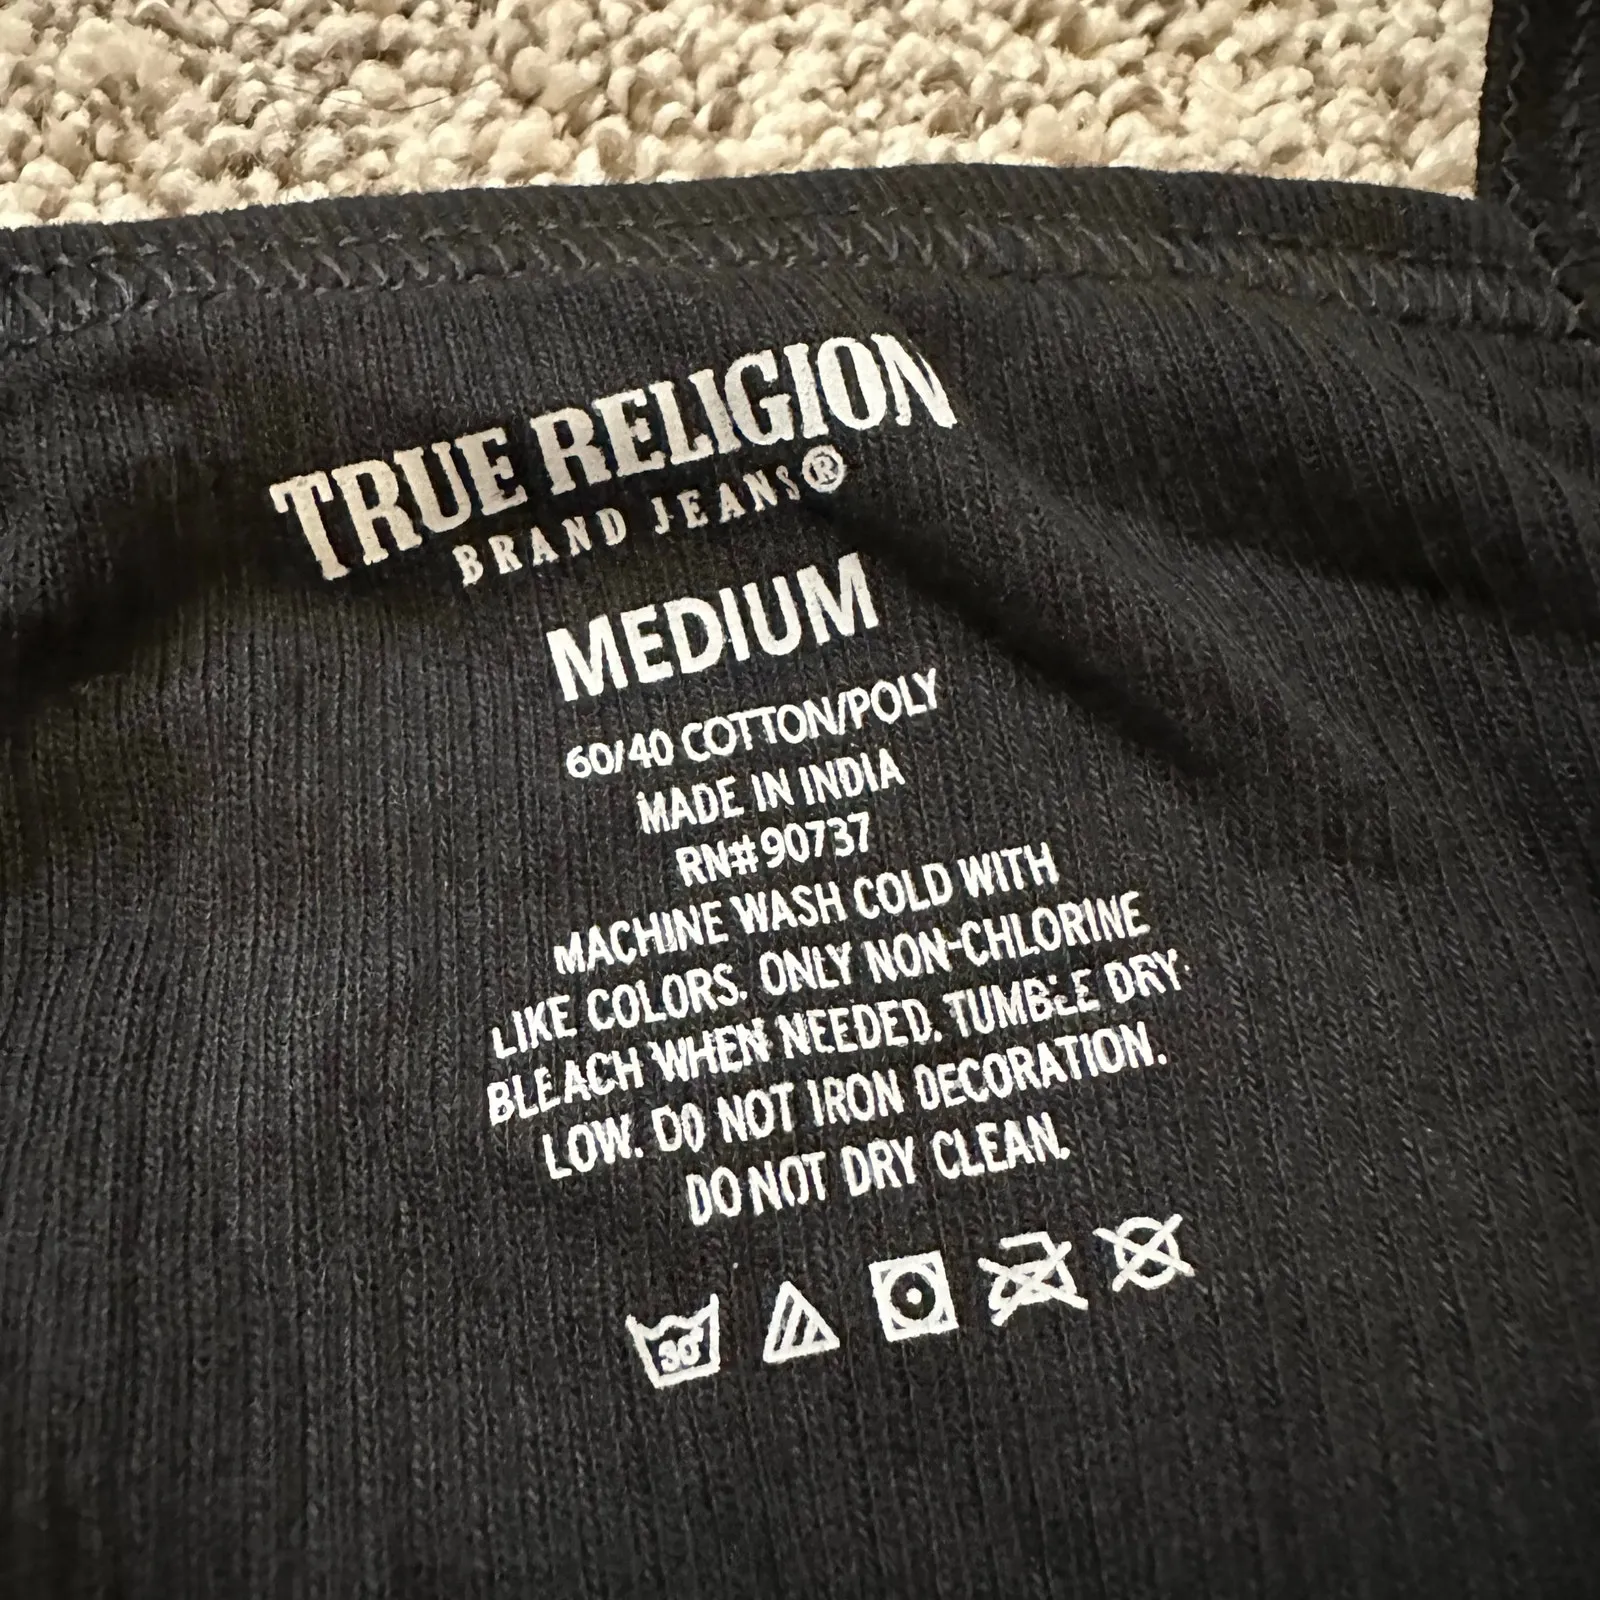 TRUE RELIGION
BRAND JEANS®
MEDIUM
60/40 COTTON/POLY
MADE IN INDIA
RN# 90737
MACHINE WASH COLD WITH
LIKE COLORS. ONLY NON-CHLORINE
BLEACH WHEN NEEDED. TUMBLE DRY
LOW. DO NOT IRON DECORATION.
DO NOT DRY CLEAN.
30°